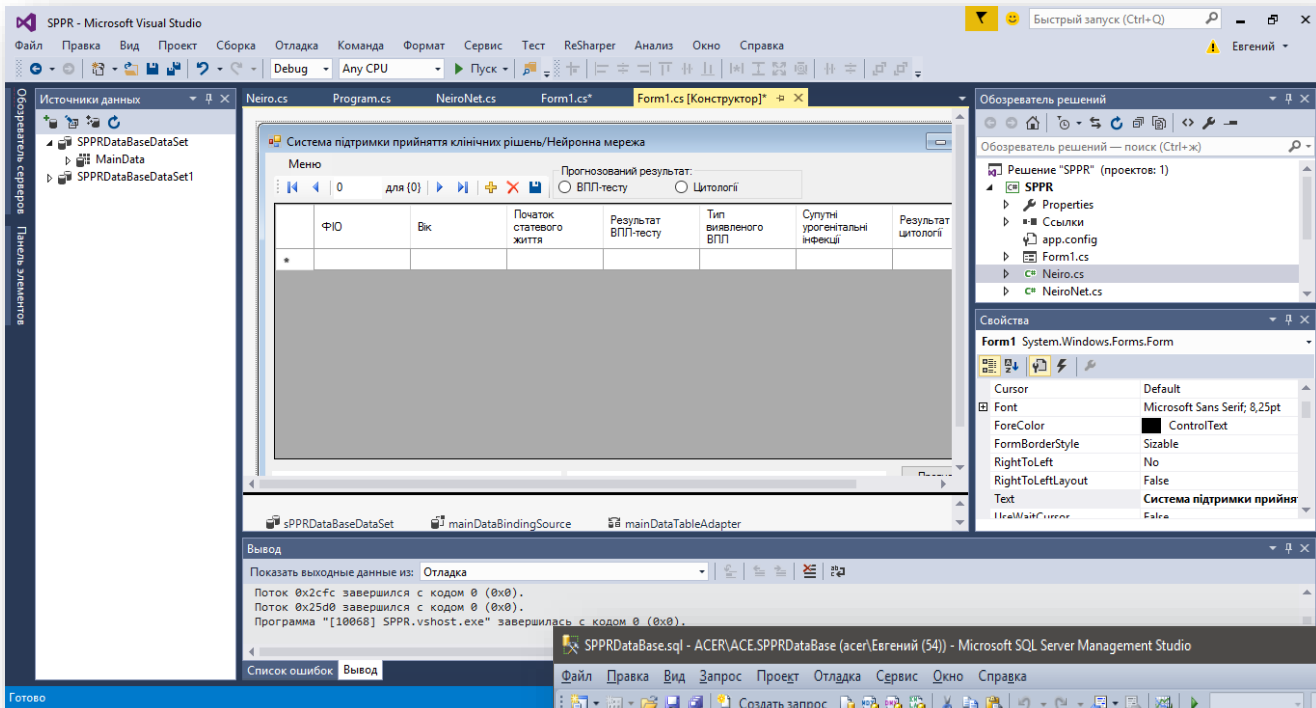 SPPR - Microsoft Visual Studio
Быстрый запуск (Ctrl+Q)
Файл Правка Вид Проект Сборка Отладка Команда Формат Сервис Тест ReSharper Анализ Окно Справка
Евгений
Debug Any CPU Пуск
Обозреватель серверов
Панель элементов
Источники данных
SPPRDataBaseDataSet
MainData
SPPRDataBaseDataSet1
Neiro.cs Program.cs NeiroNet.cs Form1.cs* Form1.cs [Конструктор]*
Система підтримки прийняття клінічних рішень/Нейронна мережа
Меню
0 для {0}
Прогнозований результат:
ВПЛ-тесту Цитології
ФІО
Вік
Початок статевого життя
Результат ВПЛ-тесту
Тип виявленого ВПЛ
Супутні урогенітальні інфекції
Результат цитології
sPPRDataBaseDataSet mainDataBindingSource mainDataTableAdapter
Обозреватель решений
Обозреватель решений — поиск (Ctrl+ж)
Решение "SPPR" (проектов: 1)
C# SPPR
Properties
Ссылки
app.config
Form1.cs
C# Neiro.cs
C# NeiroNet.cs
Свойства
Form1 System.Windows.Forms.Form
Cursor Default
Font Microsoft Sans Serif; 8,25pt
ForeColor ControlText
FormBorderStyle Sizable
RightToLeft No
RightToLeftLayout False
Text Система підтримки прийня
UseWaitCursor False
Вывод
Показать выходные данные из: Отладка
Поток 0x2cfc завершился с кодом 0 (0x0).
Поток 0x25d0 завершился с кодом 0 (0x0).
Программа "[10068] SPPR.vshost.exe" завершилась с кодом 0 (0x0).
Список ошибок Вывод
Готово
SPPRDataBase.sql - ACER\ACE.SPPRDataBase (acer\Евгений (54)) - Microsoft SQL Server Management Studio
Файл Правка Вид Запрос Проект Отладка Сервис Окно Справка
Создать запрос